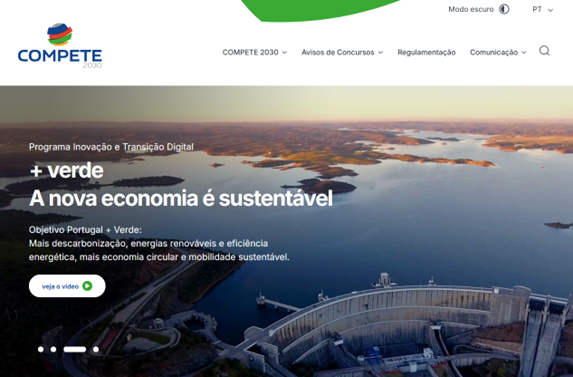 Modo escuro
PT
COMPETE
2030
COMPETE 2030
Avisos de Concursos
Regulamentação
Comunicação
Programa Inovação e Transição Digital
+ verde
A nova economia é sustentável
Objetivo Portugal + Verde:
Mais descarbonização, energias renováveis e eficiência
energética, mais economia circular e mobilidade sustentável.
veja o vídeo